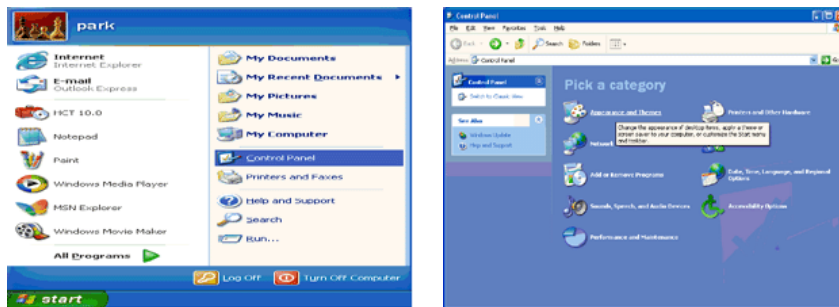 park
Internet
Internet Explorer
E-mail
Outlook Express
HCT 10.0
Notepad
Paint
Windows Media Player
MSN Explorer
Windows Movie Maker
All Programs
My Documents
My Recent Documents
My Pictures
My Music
My Computer
Control Panel
Printers and Faxes
Help and Support
Search
Run...
Log Off
Turn Off Computer
start
Control Panel
File Edit View Favorites Tools Help
Back
Search
Folders
Address
Control Panel
Go
Control Panel
Switch to Classic View
See Also
Windows Update
Help and Support
Pick a category
Appearance and Themes
Printers and Other Hardware
Change the appearance of desktop items, apply a theme or
screen saver to your computer, or customize the Start menu
and taskbar.
Network
Add or Remove Programs
Date, Time, Language, and Regional
Options
Sounds, Speech, and Audio Devices
Accessibility Options
Performance and Maintenance